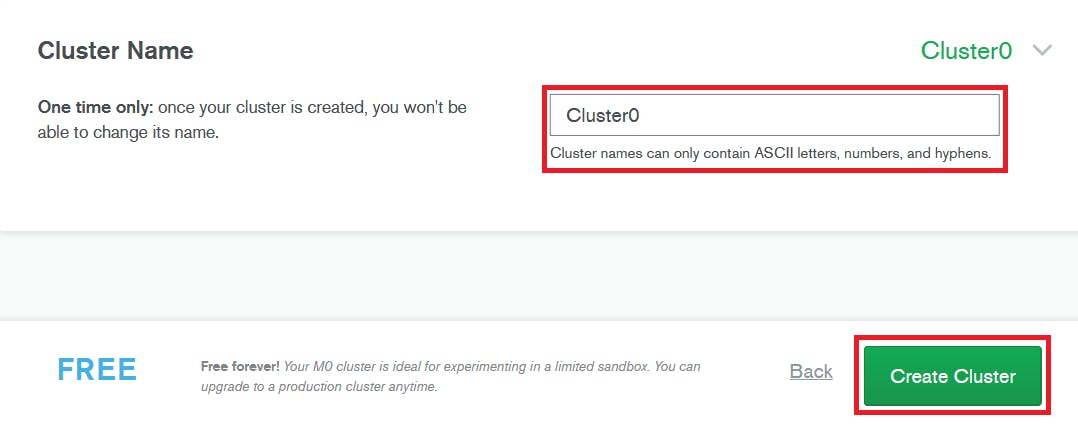 Cluster Name
Cluster0
One time only: once your cluster is created, you won't be
able to change its name.
Cluster0
Cluster names can only contain ASCII letters, numbers, and hyphens.
FREE
Free forever! Your M0 cluster is ideal for experimenting in a limited sandbox. You can
upgrade to a production cluster anytime.
Back
Create Cluster